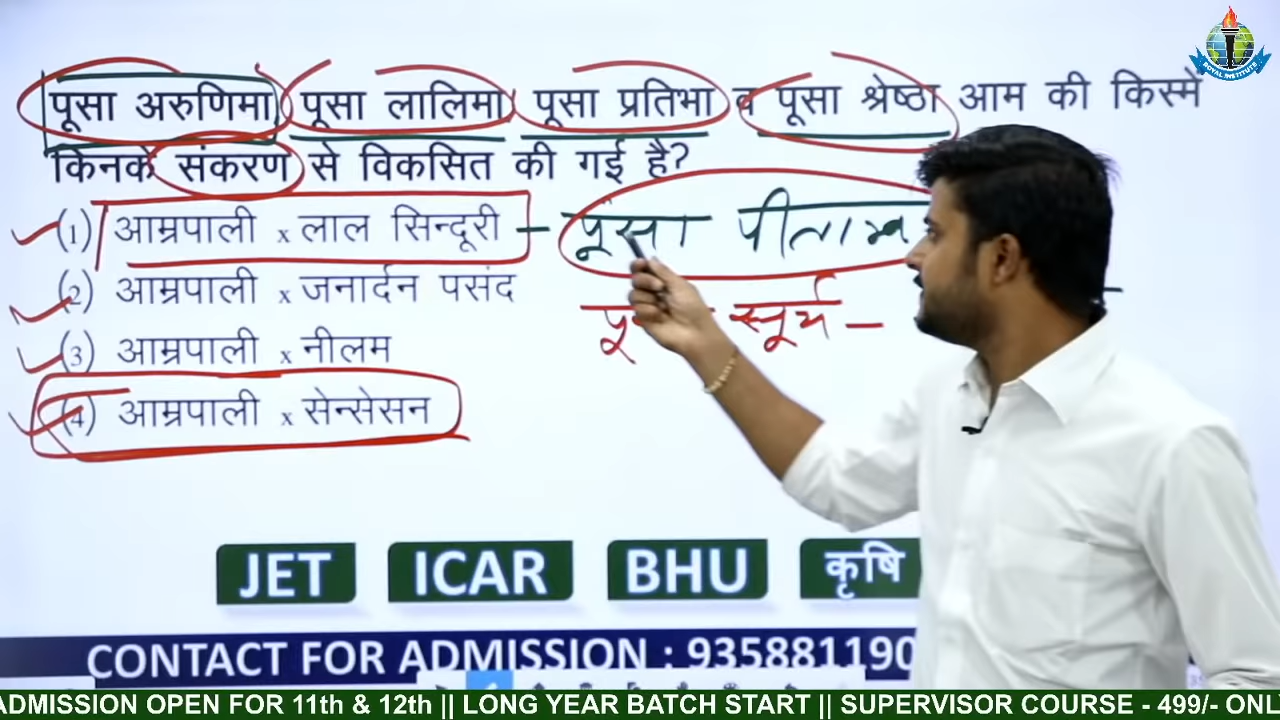 ROYAL INSTITUTE
पूसा अरुणिमा, पूसा लालिमा, पूसा प्रतिभा व पूसा श्रेष्ठा आम की किस्में
किनके संकरण से विकसित की गई है?
(1) आम्रपाली x लाल सिन्दूरी - पूसा पीताम्ब
(2) आम्रपाली x जनार्दन पसंद
सूर्य -
(3) आम्रपाली x नीलम
(4) आम्रपाली x सेन्सेसन
JET ICAR BHU कृषि
CONTACT FOR ADMISSION : 935881190
ADMISSION OPEN FOR 11th & 12th || LONG YEAR BATCH START || SUPERVISOR COURSE - 499/- ONL